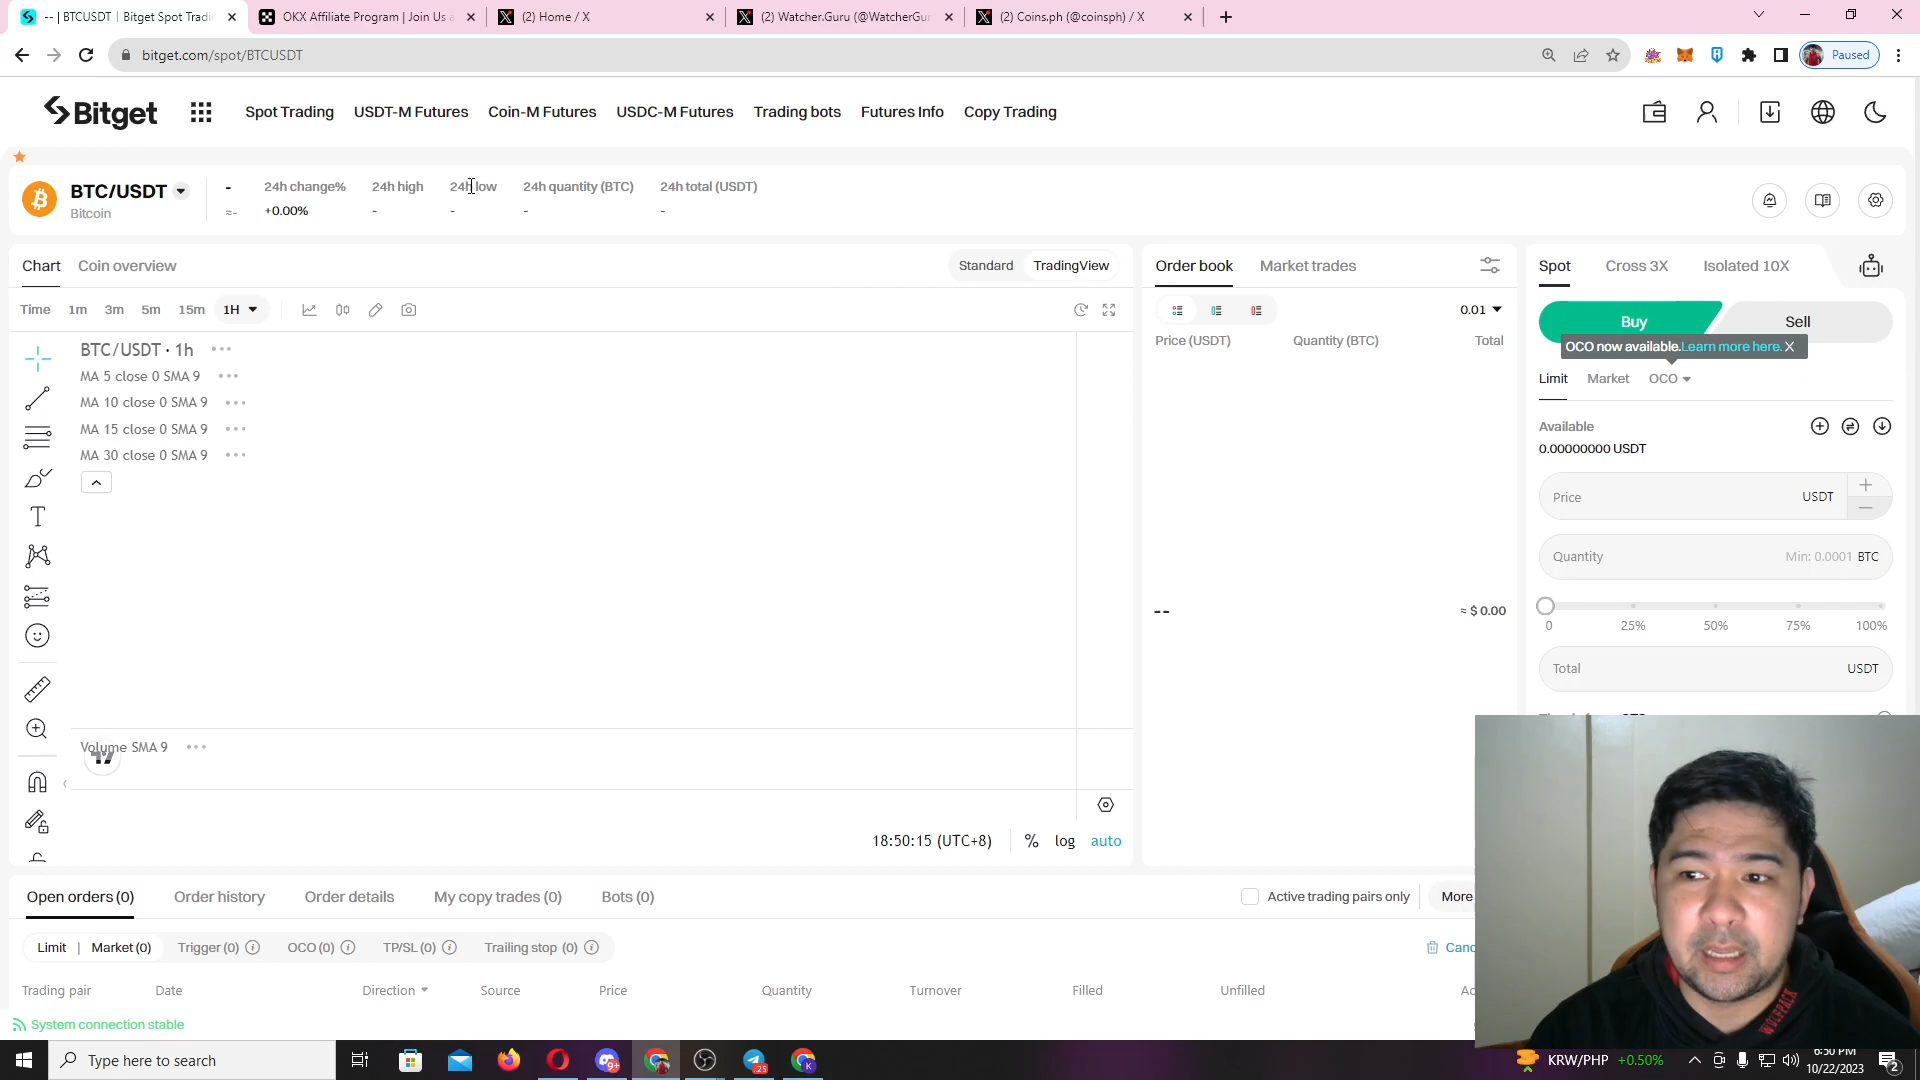 -- | BTCUSDT | Bitget Spot Tradi
OKX Affiliate Program | Join Us a
(2) Home / X
(2) Watcher.Guru (@WatcherGur
(2) Coins.ph (@coinsph) / X
bitget.com/spot/BTCUSDT
Paused
Bitget
Spot Trading
USDT-M Futures
Coin-M Futures
USDC-M Futures
Trading bots
Futures Info
Copy Trading
BTC/USDT
Bitcoin
-
≈-
24h change%
+0.00%
24h high
-
24h low
-
24h quantity (BTC)
-
24h total (USDT)
-
Chart
Coin overview
Standard
TradingView
Time
1m
3m
5m
15m
1H
BTC/USDT · 1h
MA 5 close 0 SMA 9
MA 10 close 0 SMA 9
MA 15 close 0 SMA 9
MA 30 close 0 SMA 9
Volume SMA 9
18:50:15 (UTC+8)
%
log
auto
Order book
Market trades
0.01
Price (USDT)
Quantity (BTC)
Total
--
≈ $ 0.00
Spot
Cross 3X
Isolated 10X
Buy
Sell
OCO now available.Learn more here. X
Limit
Market
OCO
Available
0.00000000 USDT
Price
USDT
Quantity
Min: 0.0001 BTC
0
25%
50%
75%
100%
Total
USDT
Open orders (0)
Order history
Order details
My copy trades (0)
Bots (0)
Active trading pairs only
More
Limit | Market (0)
Trigger (0)
OCO (0)
TP/SL (0)
Trailing stop (0)
Canc
Trading pair
Date
Direction
Source
Price
Quantity
Turnover
Filled
Unfilled
Ac
System connection stable
WOLFPACK
Type here to search
9+
25
K
KRW/PHP +0.50%
6:50 PM
10/22/2023
2